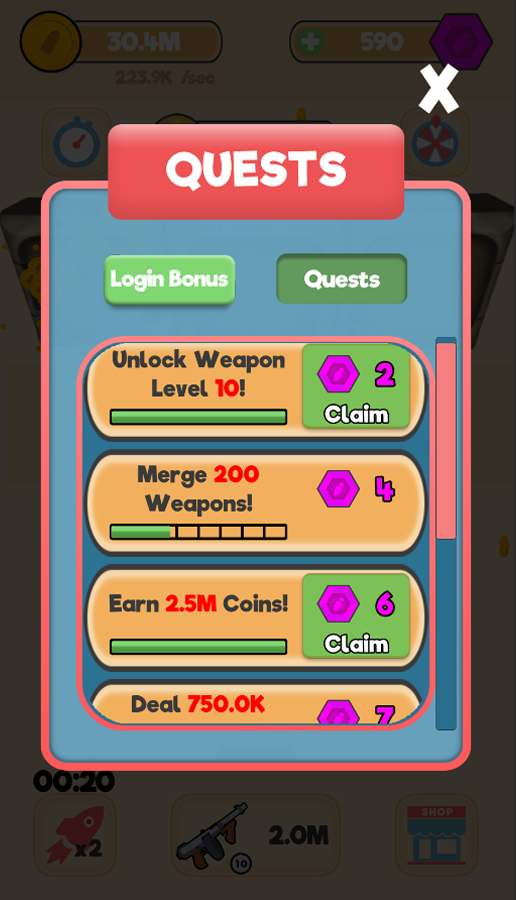 30.4M
590
223.9K /sec
X
QUESTS
Login Bonus
Quests
Unlock Weapon
Level 10!
2
Claim
Merge 200
Weapons!
4
Earn 2.5M Coins!
6
Claim
Deal 750.0K
7
00:20
x2
10
2.0M
SHOP